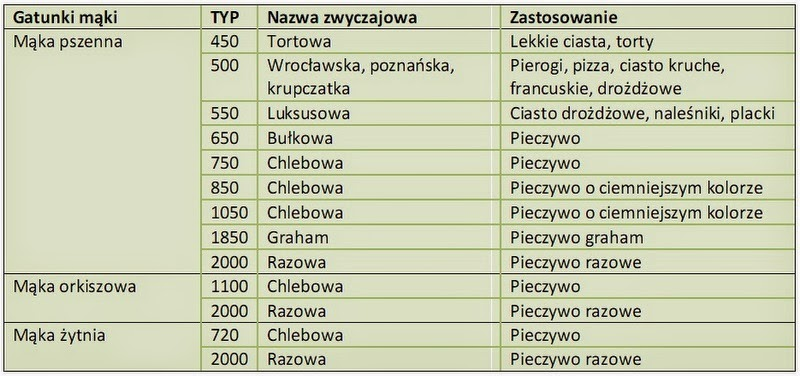 Gatunki mąki TYP Nazwa zwyczajowa Zastosowanie
Mąka pszenna 450 Tortowa Lekkie ciasta, torty
500 Wrocławska, poznańska, Pierogi, pizza, ciasto kruche,
krupczatka francuskie, drożdżowe
550 Luksusowa Ciasto drożdżowe, naleśniki, placki
650 Bułkowa Pieczywo
750 Chlebowa Pieczywo
850 Chlebowa Pieczywo o ciemniejszym kolorze
1050 Chlebowa Pieczywo o ciemniejszym kolorze
1850 Graham Pieczywo graham
2000 Razowa Pieczywo razowe
Mąka orkiszowa 1100 Chlebowa Pieczywo
2000 Razowa Pieczywo razowe
Mąka żytnia 720 Chlebowa Pieczywo
2000 Razowa Pieczywo razowe